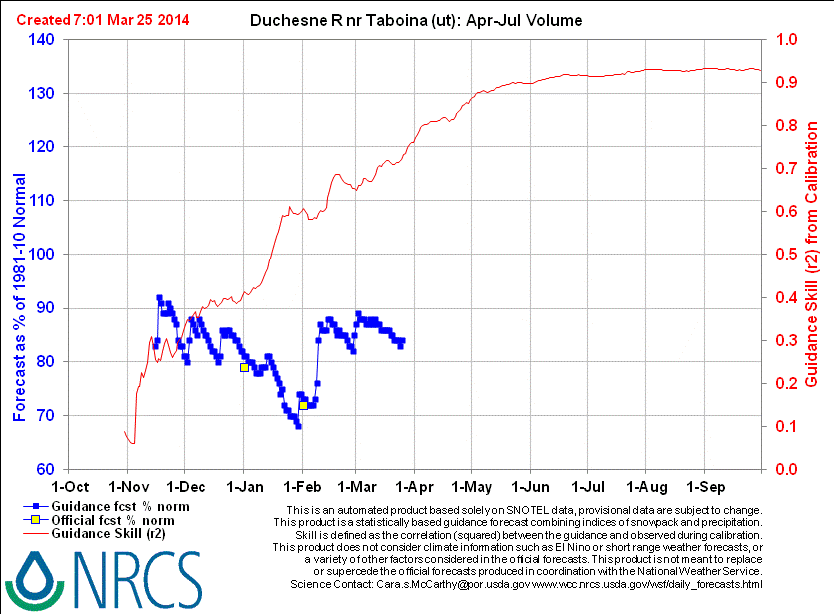 Created 7:01 Mar 25 2014
Duchesne R nr Taboina (ut): Apr-Jul Volume
140
130
120
110
100
90
80
70
60
Forecast as % of 1981-10 Normal
1.0
0.9
0.8
0.7
0.6
0.5
0.4
0.3
0.2
0.1
0.0
Guidance Skill (r2) from Calibration
1-Oct 1-Nov 1-Dec 1-Jan 1-Feb 1-Mar 1-Apr 1-May 1-Jun 1-Jul 1-Aug 1-Sep
Guidance fcst % norm
Official fcst % norm
Guidance Skill (r2)
This is an automated product based solely on SNOTEL data, provisional data are subject to change.
This product is a statistically based guidance forecast combining indices of snowpack and precipitation.
Skill is defined as the correlation (squared) between the guidance and observed during calibration.
This product does not consider climate information such as El Nino or short range weather forecasts, or
a variety of other factors considered in the official forecasts. This product is not meant to replace
or supercede the official forecasts produced in coordination with the National Weather Service.
Science Contact: Cara.s.McCarthy@por.usda.gov www.wcc.nrcs.usda.gov/wsf/daily_forecasts.html
NRCS